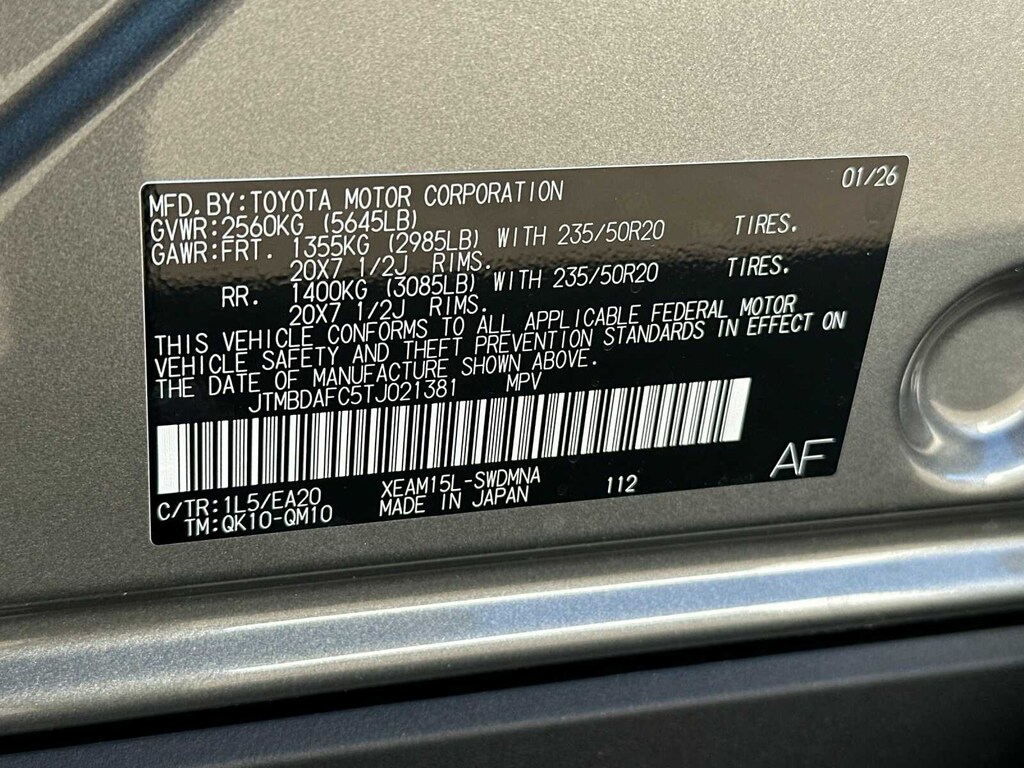 MFD. BY: TOYOTA MOTOR CORPORATION 01/26
GVWR: 2560KG (5645LB)
GAWR: FRT. 1355KG (2985LB) WITH 235/50R20 TIRES.
20X7 1/2J RIMS.
RR. 1400KG (3085LB) WITH 235/50R20 TIRES.
20X7 1/2J RIMS.
THIS VEHICLE CONFORMS TO ALL APPLICABLE FEDERAL MOTOR
VEHICLE SAFETY AND THEFT PREVENTION STANDARDS IN EFFECT ON
THE DATE OF MANUFACTURE SHOWN ABOVE.
JTMBDAFC5TJ021381 MPV
C/TR: 1L5/EA20 XEAM15L-SWDMNA 112 AF
TM: QK10-QM10 MADE IN JAPAN